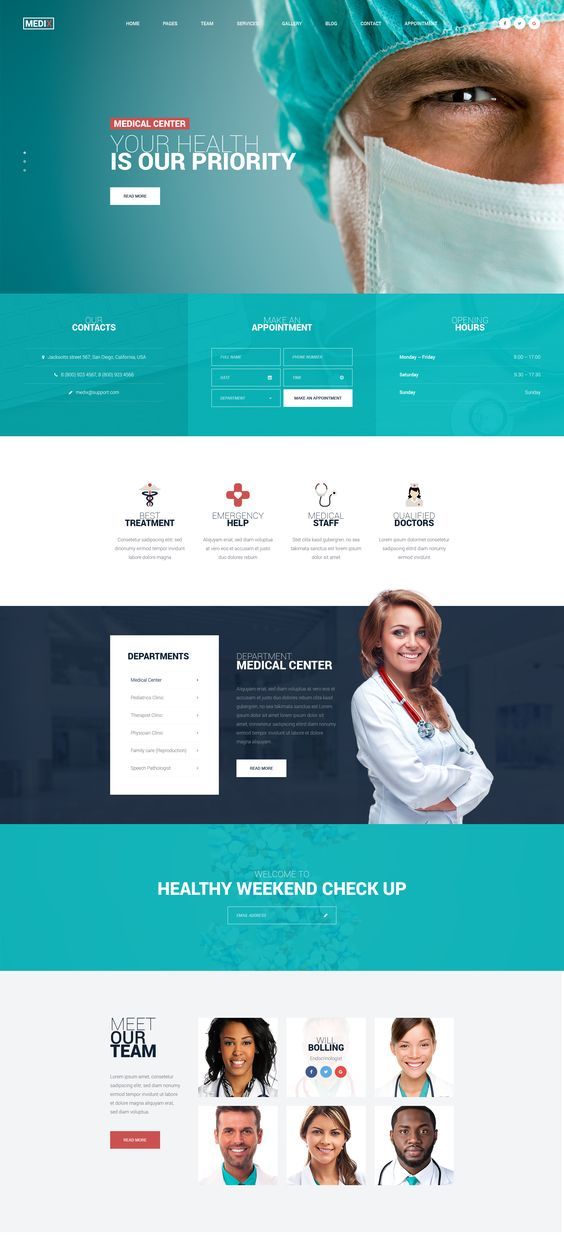 MEDIX
HOME PAGES TEAM SERVICES GALLERY BLOG CONTACT APPOINTMENT
MEDICAL CENTER
YOUR HEALTH
IS OUR PRIORITY
READ MORE
OUR
CONTACTS
Jacksotts street 567, San Diego, California, USA
8 (800) 923 4567, 8 (800) 923 4566
medix@support.com
MAKE AN
APPOINTMENT
FULL NAME PHONE NUMBER
DATE TIME
DEPARTMENT MAKE AN APPOINTMENT
OPENING
HOURS
Monday – Friday 8:00 – 17:00
Saturday 9:30 – 17:30
Sunday Sunday
BEST
TREATMENT
Consetetur sadipscing elitr, sed
dnonumy eirmod tempor invidunt
labore dolore magna
EMERGENCY
HELP
Aliquyam erat, sed diam voluptua
at vero et accusam et justo
duo dolores rebum
MEDICAL
STAFF
Stet clita kasd gubergren, no sea
takimata sanctus est lorem ipsum
dolor sit amet
QUALIFIED
DOCTORS
Lorem ipsum dolomet consetetur
sadipscing elitrd diam nonumy
eirmod tempor invidunt
DEPARTMENTS
Medical Center
Pediatrics Clinic
Therapist Clinic
Physician Clinic
Family care (Reproduction)
Speech Pathologist
DEPARTMENT
MEDICAL CENTER
Aliquyam erat, sed diam voluptua at vero et
accusam et justo duo dolores et ea rebum.
Stet clita kasd gubergren, no sea takimata
sanctus est Lorem ipsum dolor sit amet. Lorem
ipsum dolor sit amet consetetur sadipscing
elitr, sed diam nonumy eirmod tempor
invidunt ut labore et dolore
magna aliquyam
READ MORE
WELCOME TO
HEALTHY WEEKEND CHECK UP
EMAIL ADDRESS
MEET
OUR
TEAM
Lorem ipsum amet, consetetur
sadipscing elitr, sed diam nonumy
eirmod tempor invidunt ut labore
et dolore magna aliquyam erat,
sed diam voluptua.
READ MORE
WILL
BOLLING
Endocrinologist